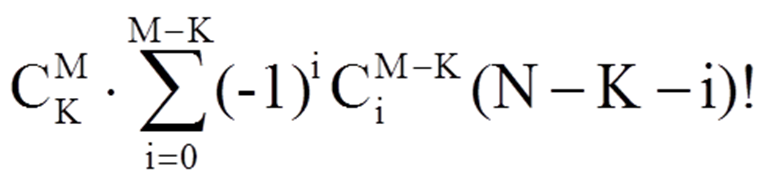 C_K^M · ∑_{i=0}^{M−K} (-1)^i C_i^{M−K} (N − K − i)!